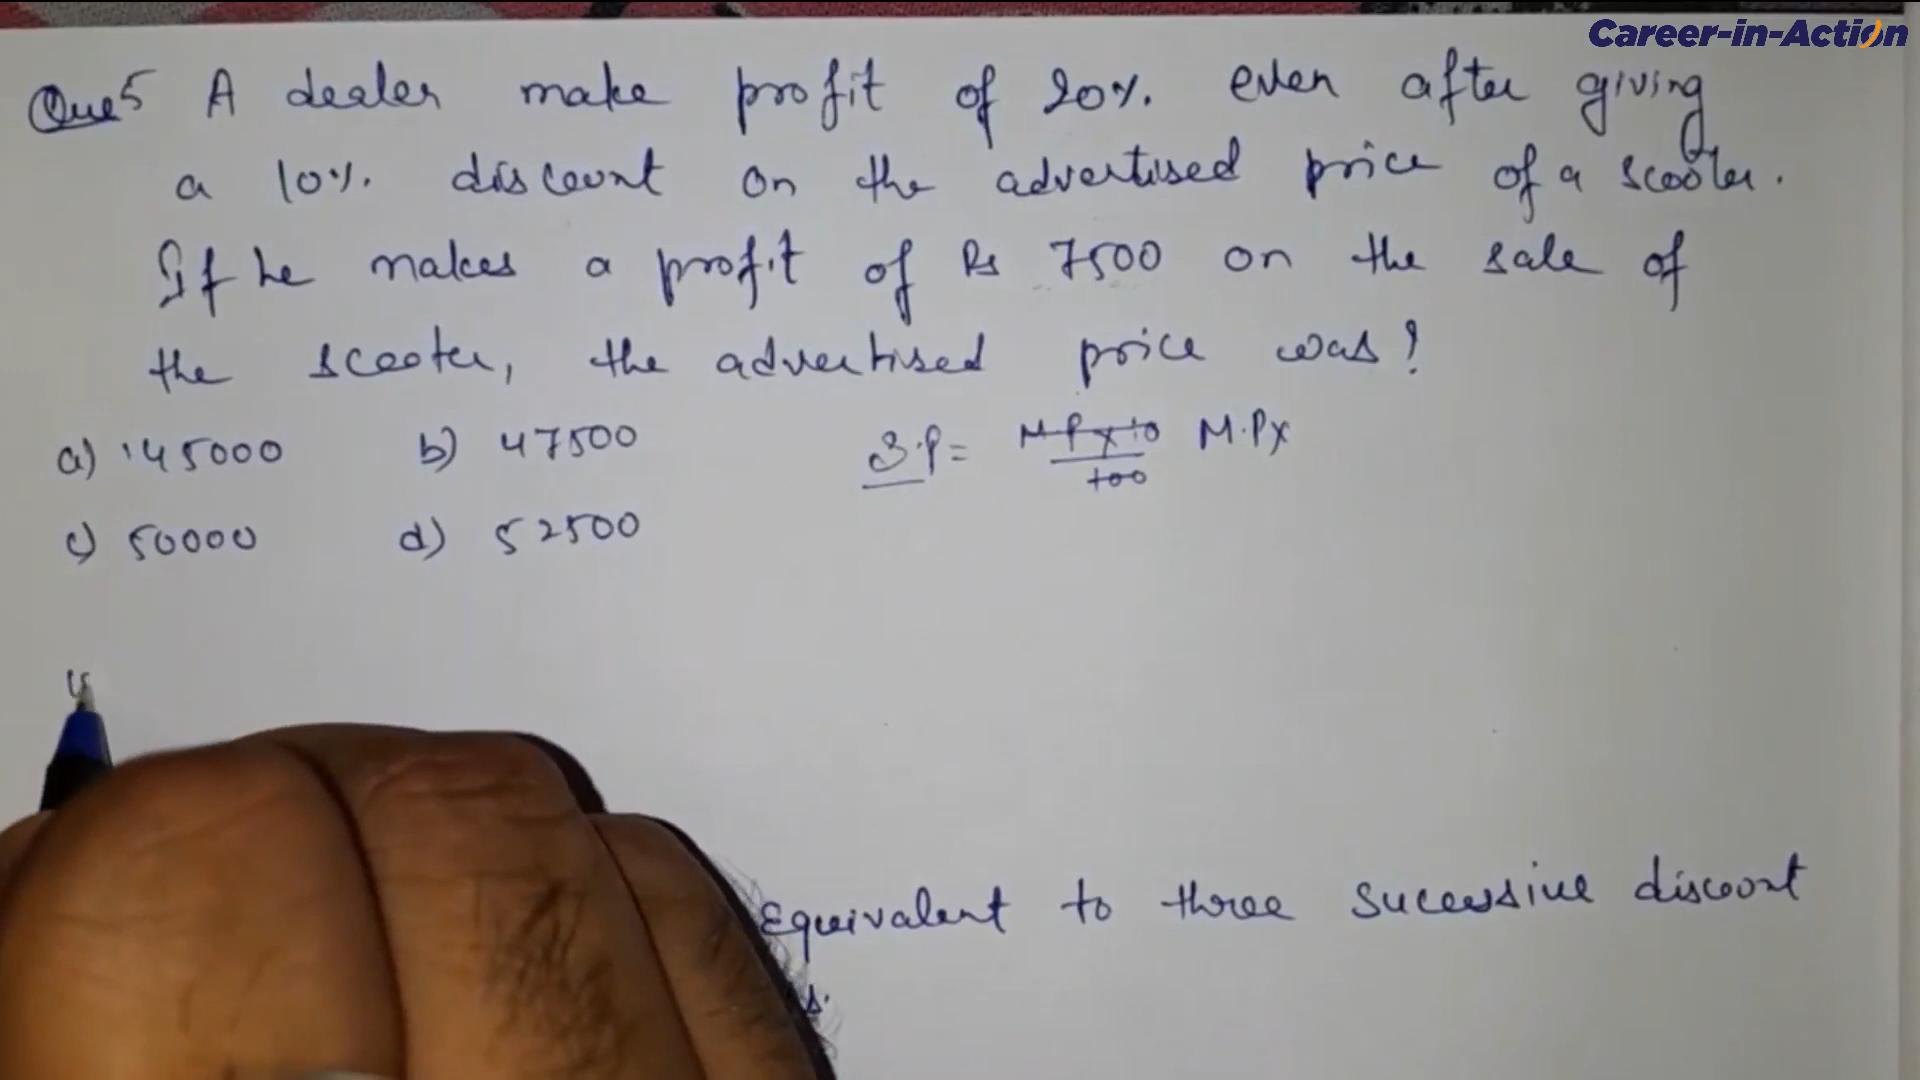 Career-in-Action
Que5 A dealer make profit of 20%. even after giving
a 10%. discount on the advertised price of a scooter.
If he makes a profit of Rs 7500 on the sale of
the scooter, the advertised price was?
a) 45000 b) 47500
S.P = M.P x 10 / 100 M.Px
c) 50000 d) 52500
Equivalent to three sucessive discount